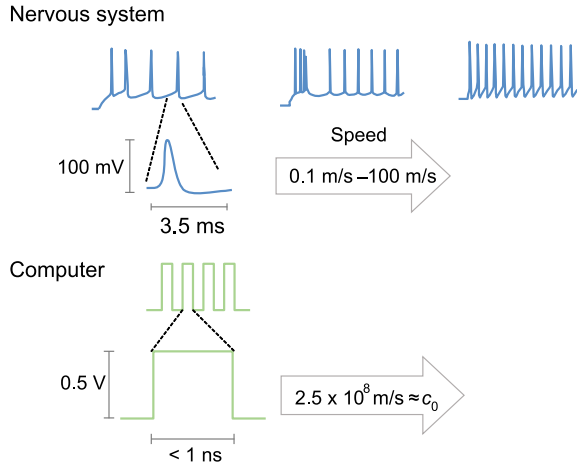 Nervous system
100 mV
3.5 ms
Speed
0.1 m/s –100 m/s
Computer
0.5 V
< 1 ns
2.5 x 10⁸ m/s ≈ c₀